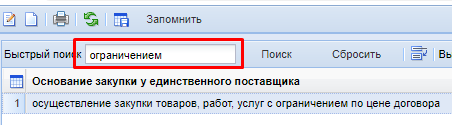 Запомнить
Быстрый поиск ограничением Поиск Сбросить
Основание закупки у единственного поставщика
1 осуществление закупки товаров, работ, услуг с ограничением по цене договора